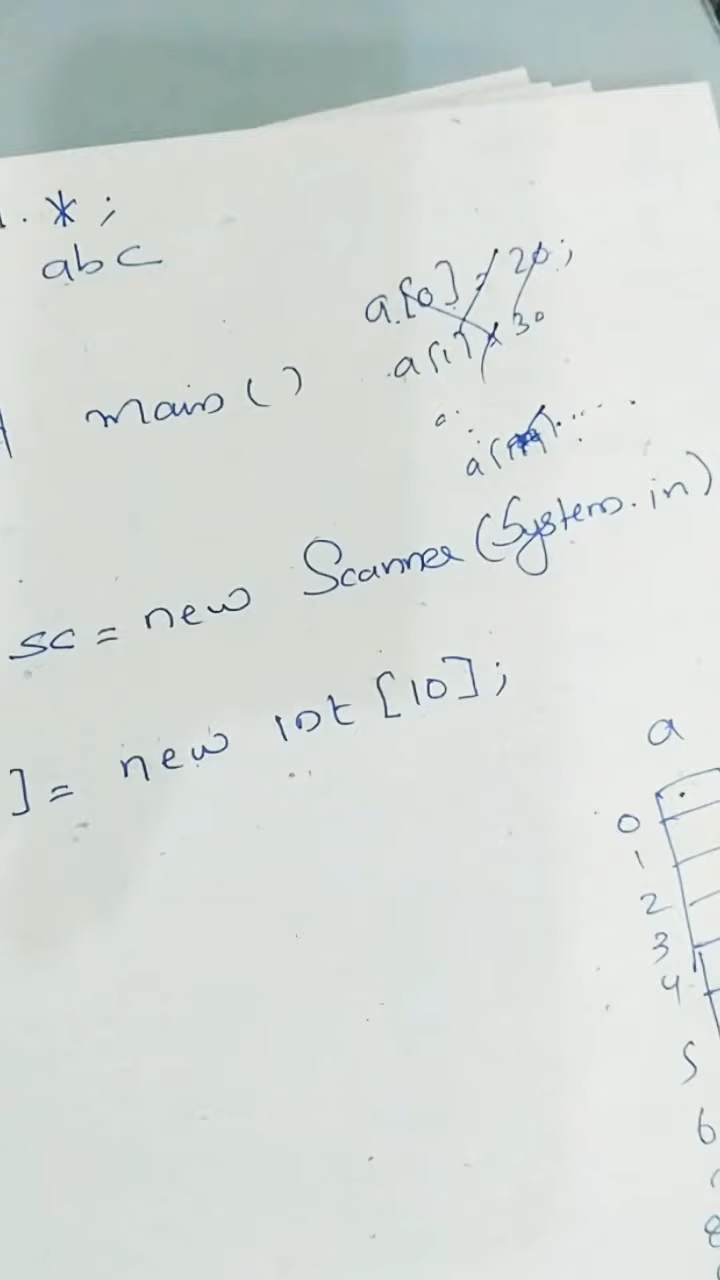 . *;
abc
a[0] = 20;
a[1] = 30
main()
sc = new Scanner (System.in)
] = new int [10];
a
0
1
2
3
4
5
6
8